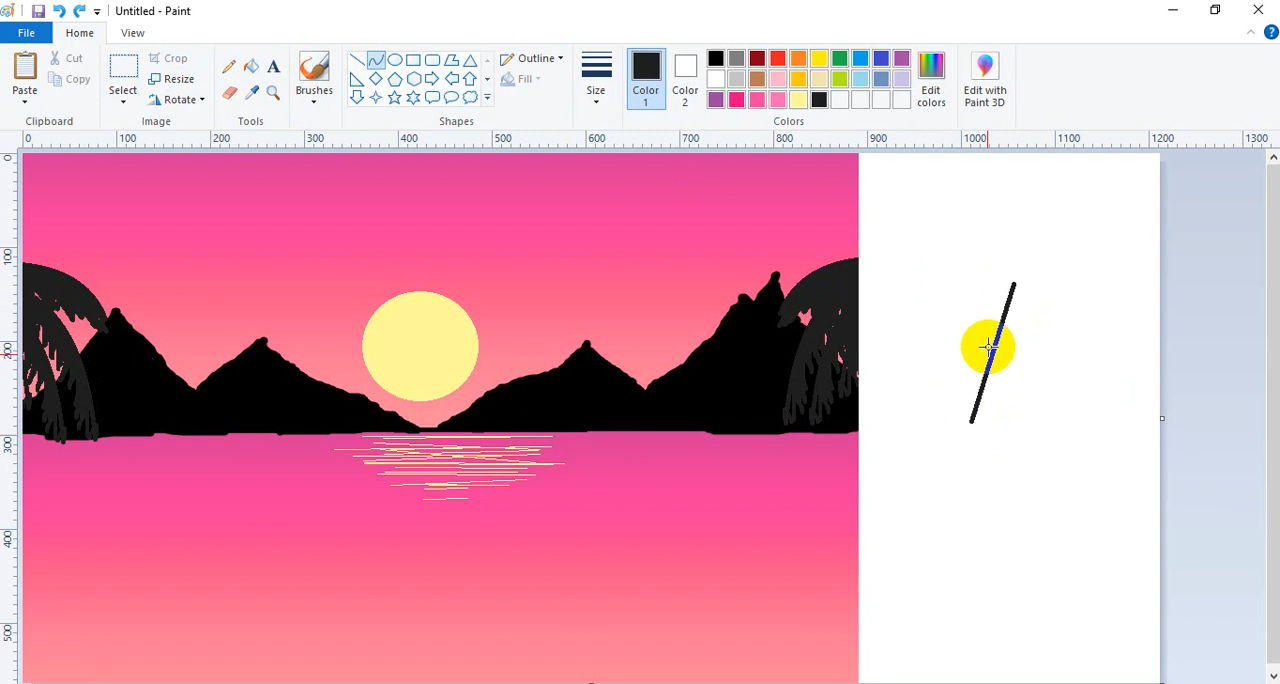 Untitled - Paint
File Home View
Paste Cut Copy
Select Crop Resize Rotate
A
Brushes
Outline Fill
Size
Color 1 Color 2
Edit colors
Edit with Paint 3D
Clipboard Image Tools Shapes Colors
0 100 200 300 400 500 600 700 800 900 1000 1100 1200 1300
0
100
200
300
400
500